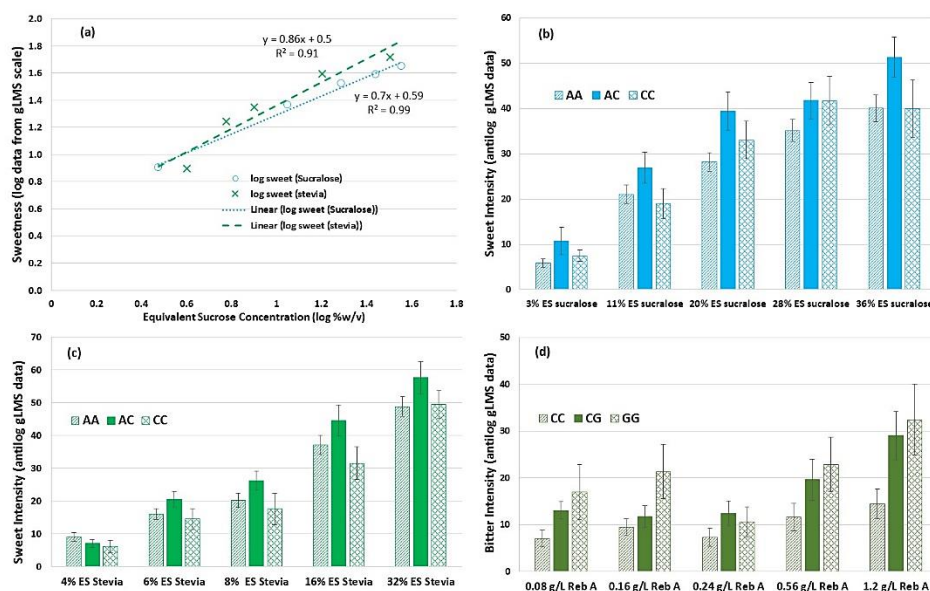 (a)
y = 0.86x + 0.5
R² = 0.91
y = 0.7x + 0.59
R² = 0.99
Sweetness (log data from gLMS scale)
2.0
1.8
1.6
1.4
1.2
1.0
0.8
0.6
0.4
0.2
0.0
log sweet (Sucralose)
log sweet (stevia)
Linear (log sweet (Sucralose))
Linear (log sweet (stevia))
0 0.2 0.4 0.6 0.8 1 1.2 1.4 1.6 1.8
Equivalent Sucrose Concentration (log %w/v)
(b)
Sweet Intensity (antilog gLMS data)
60
50
40
30
20
10
0
AA AC CC
3% ES sucralose 11% ES sucralose 20% ES sucralose 28% ES sucralose 36% ES sucralose
(c)
Sweet Intensity (antilog gLMS data)
70
60
50
40
30
20
10
0
AA AC CC
4% ES Stevia 6% ES Stevia 8% ES Stevia 16% ES Stevia 32% ES Stevia
(d)
Bitter Intensity (antilog gLMS data)
50
40
30
20
10
0
CC CG GG
0.08 g/L Reb A 0.16 g/L Reb A 0.24 g/L Reb A 0.56 g/L Reb A 1.2 g/L Reb A